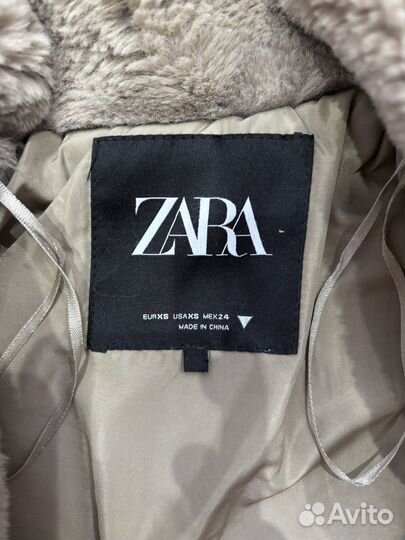 ZARA
EUR XS USA XS MEX 24
MADE IN CHINA
Avito